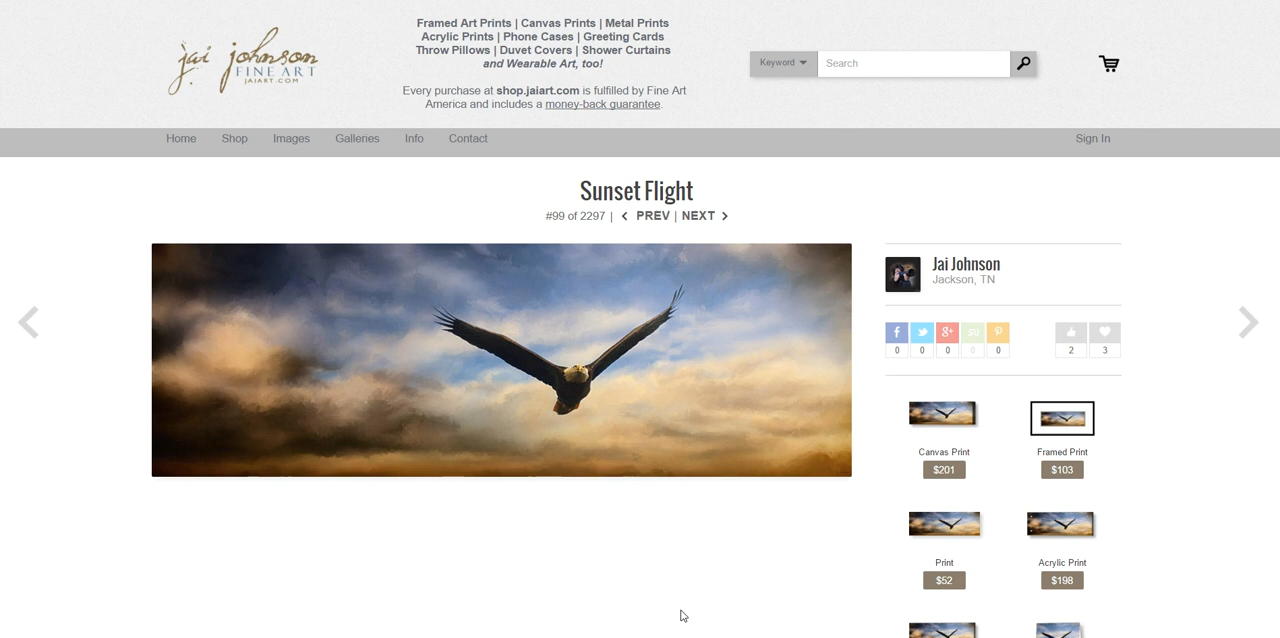 jai johnson
FINE ART
JAIART.COM
Framed Art Prints | Canvas Prints | Metal Prints
Acrylic Prints | Phone Cases | Greeting Cards
Throw Pillows | Duvet Covers | Shower Curtains
and Wearable Art, too!
Every purchase at shop.jaiart.com is fulfilled by Fine Art
America and includes a money-back guarantee.
Keyword
Search
Home Shop Images Galleries Info Contact Sign In
Sunset Flight
#99 of 2297 | PREV | NEXT
Jai Johnson
Jackson, TN
0 0 0 0 0 2 3
Canvas Print Framed Print
$201 $103
Print Acrylic Print
$52 $198